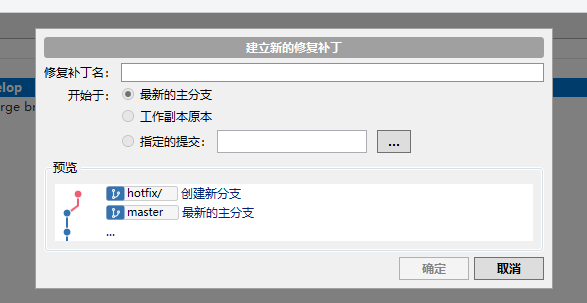 建立新的修复补丁
修复补丁名：
elop
开始于：
最新的主分支
rge br
工作副本原本
指定的提交：
...
预览
hotfix/ 创建新分支
master 最新的主分支
...
确定 取消